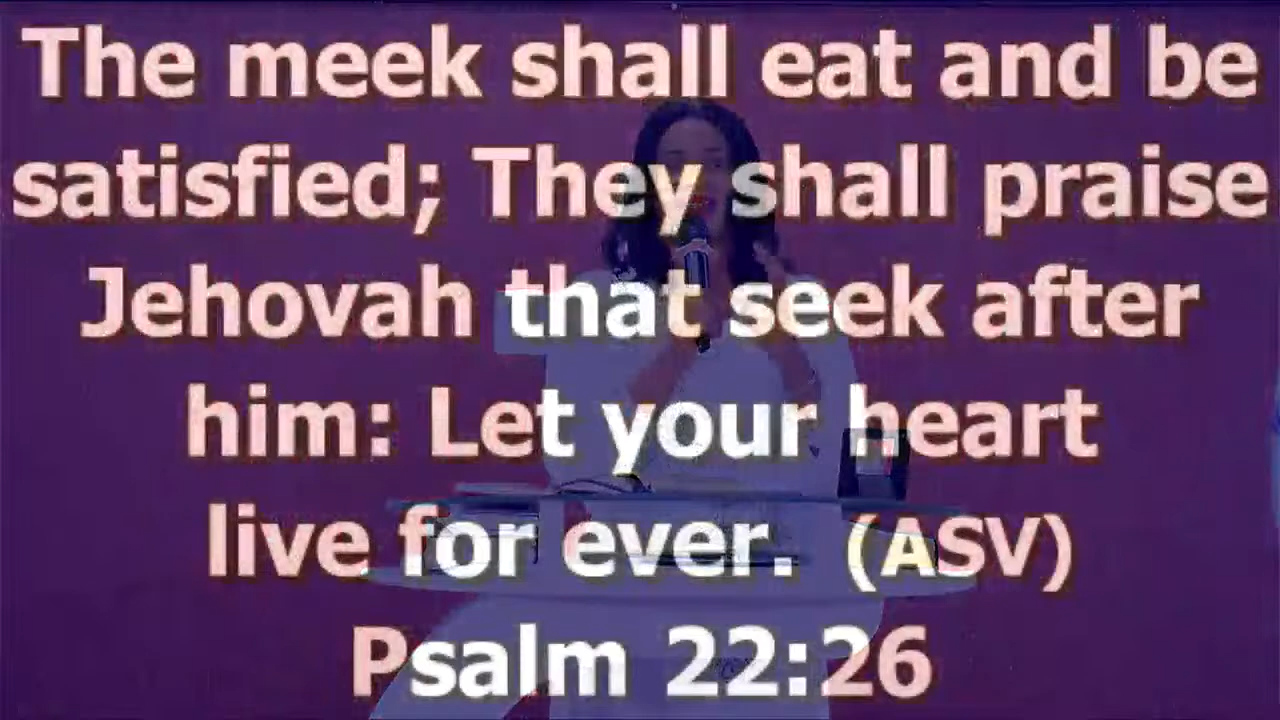 The meek shall eat and be
satisfied; They shall praise
Jehovah that seek after
him: Let your heart
live for ever. (ASV)
Psalm 22:26